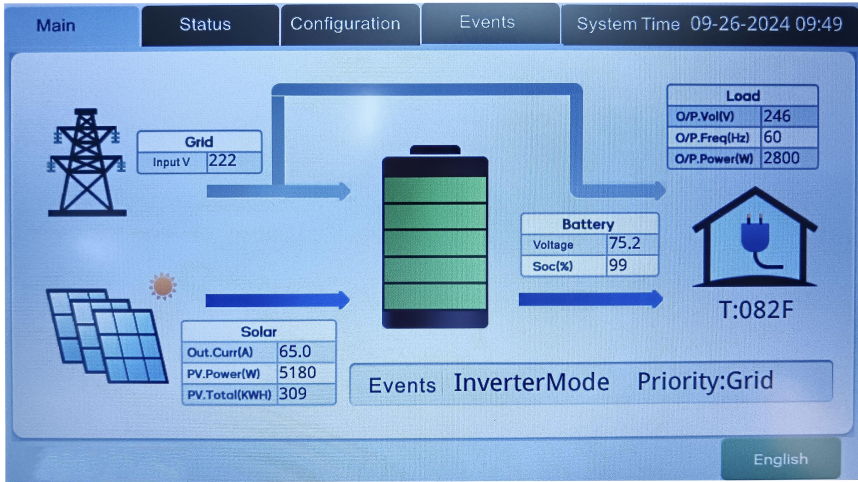 Main Status Configuration Events System Time 09-26-2024 09:49
Load
O/P.Vol(V) 246
O/P.Freq(Hz) 60
O/P.Power(W) 2800
Grid
Input V 222
Battery
Voltage 75.2
Soc(%) 99
T:082F
Solar
Out.Curr(A) 65.0
PV.Power(W) 5180
PV.Total(KWH) 309
Events InverterMode Priority:Grid
English